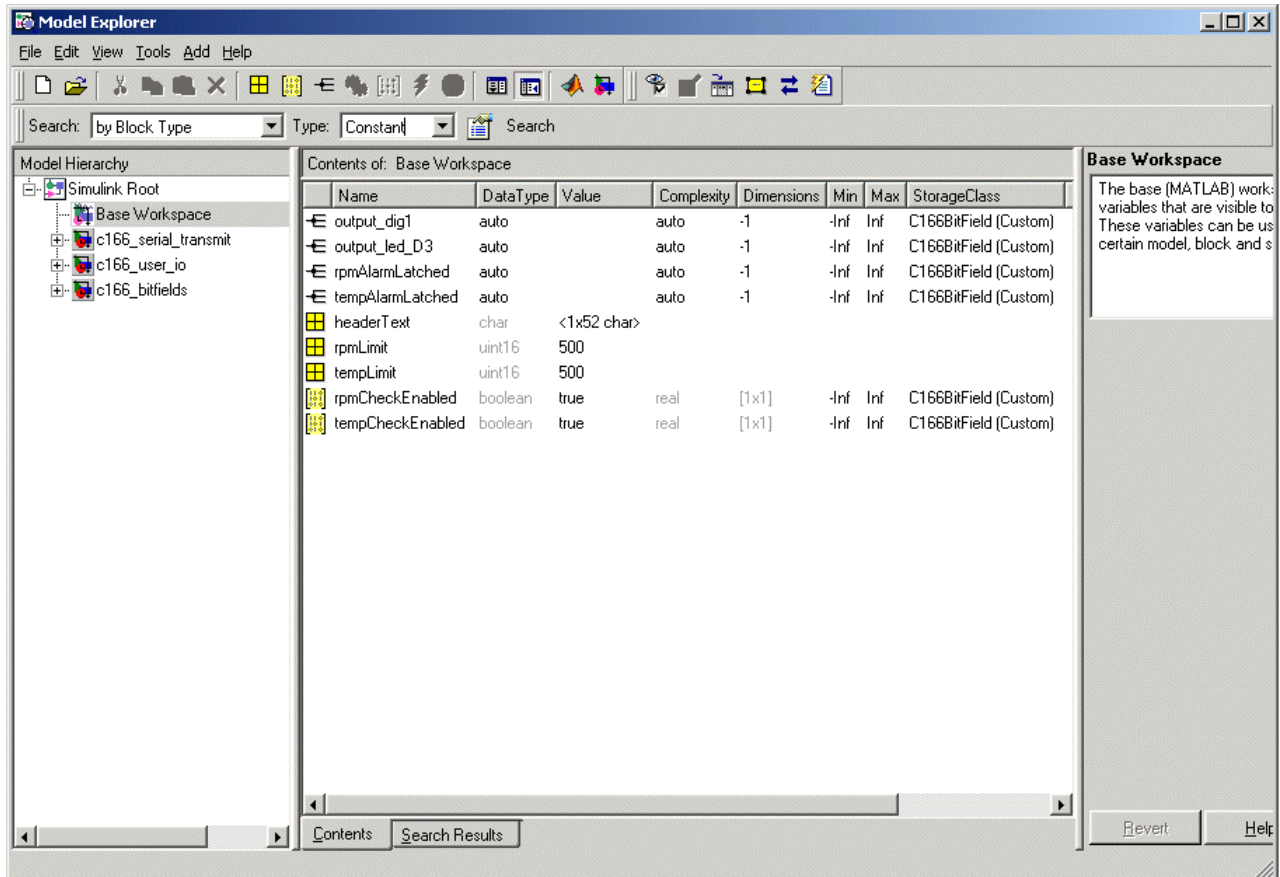 Model Explorer
File Edit View Tools Add Help
Search: by Block Type Type: Constant Search
Model Hierarchy
Simulink Root
Base Workspace
c166_serial_transmit
c166_user_io
c166_bitfields
Contents of: Base Workspace
Name DataType Value Complexity Dimensions Min Max StorageClass
output_dig1 auto auto -1 -Inf Inf C166BitField (Custom)
output_led_D3 auto auto -1 -Inf Inf C166BitField (Custom)
rpmAlarmLatched auto auto -1 -Inf Inf C166BitField (Custom)
tempAlarmLatched auto auto -1 -Inf Inf C166BitField (Custom)
headerText char <1x52 char>
rpmLimit uint16 500
tempLimit uint16 500
rpmCheckEnabled boolean true real [1x1] -Inf Inf C166BitField (Custom)
tempCheckEnabled boolean true real [1x1] -Inf Inf C166BitField (Custom)
Contents Search Results
Base Workspace
The base (MATLAB) works
variables that are visible to
These variables can be us
certain model, block and s
Revert Help